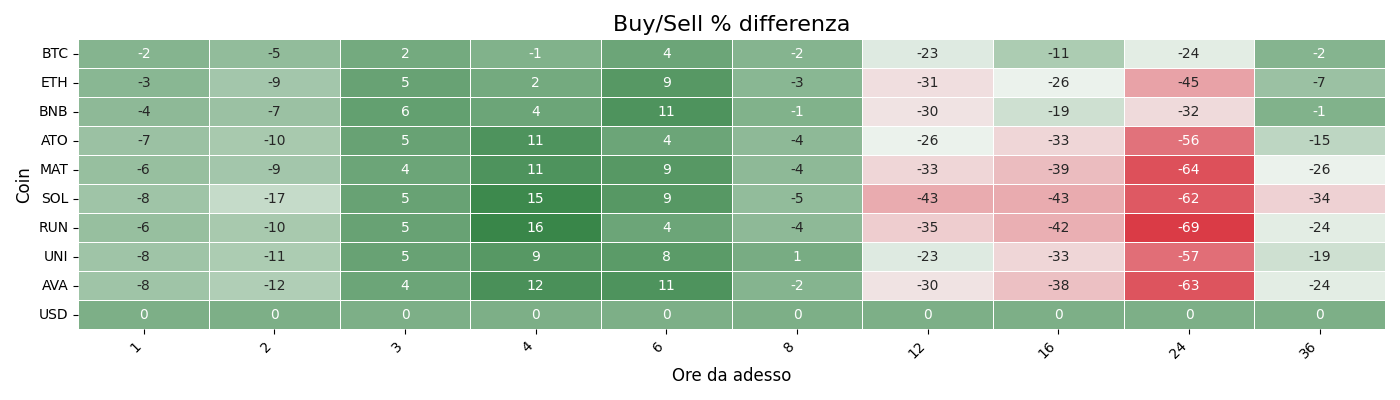 Buy/Sell % differenza
Coin
BTC -2 -5 2 -1 4 -2 -23 -11 -24 -2
ETH -3 -9 5 2 9 -3 -31 -26 -45 -7
BNB -4 -7 6 4 11 -1 -30 -19 -32 -1
ATO -7 -10 5 11 4 -4 -26 -33 -56 -15
MAT -6 -9 4 11 9 -4 -33 -39 -64 -26
SOL -8 -17 5 15 9 -5 -43 -43 -62 -34
RUN -6 -10 5 16 4 -4 -35 -42 -69 -24
UNI -8 -11 5 9 8 1 -23 -33 -57 -19
AVA -8 -12 4 12 11 -2 -30 -38 -63 -24
USD 0 0 0 0 0 0 0 0 0 0
1 2 3 4 6 8 12 16 24 36
Ore da adesso